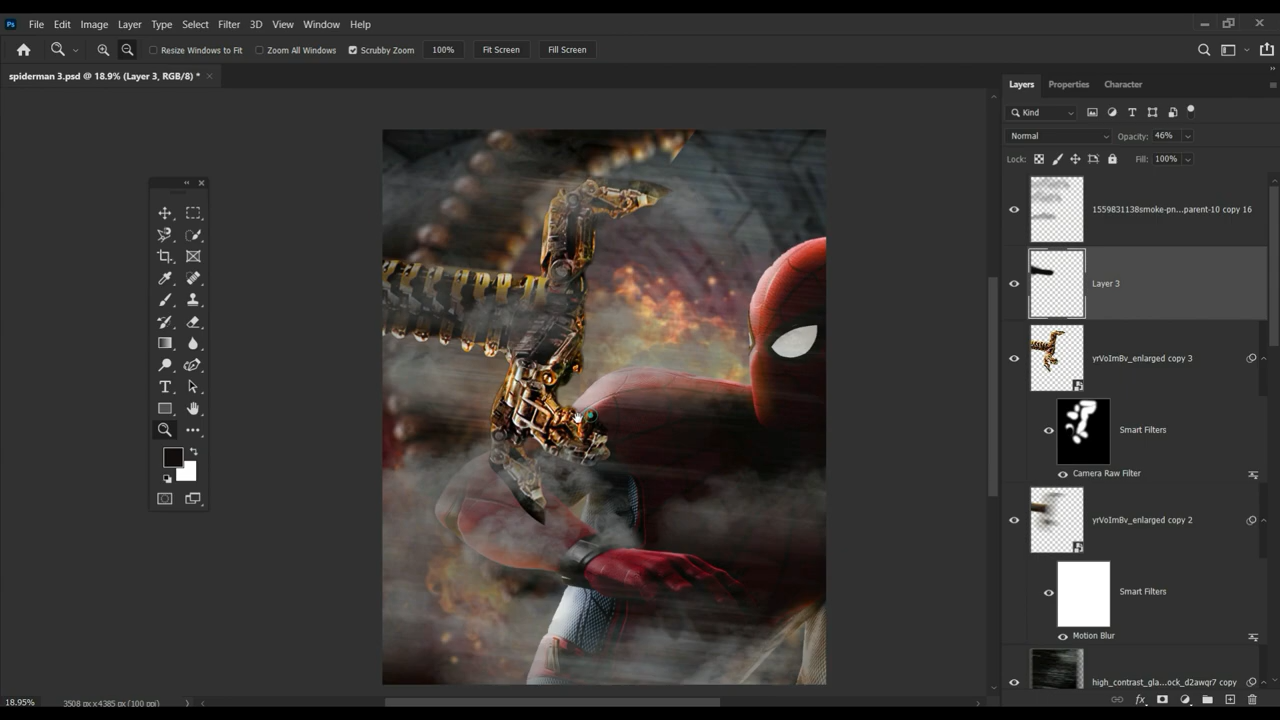 Ps File Edit Image Layer Type Select Filter 3D View Window Help
Resize Windows to Fit Zoom All Windows Scrubby Zoom 100% Fit Screen Fill Screen
spiderman 3.psd @ 18.9% (Layer 3, RGB/8) *
Layers Properties Character
Kind
Normal Opacity: 46%
Lock: Fill: 100%
1559831138smoke-pn...parent-10 copy 16
Layer 3
yrVoImBv_enlarged copy 3
Smart Filters
Camera Raw Filter
yrVoImBv_enlarged copy 2
Smart Filters
Motion Blur
high_contrast_gla...ock_d2awqr7 copy
18.95% 3508 px x 4385 px (100 ppi)